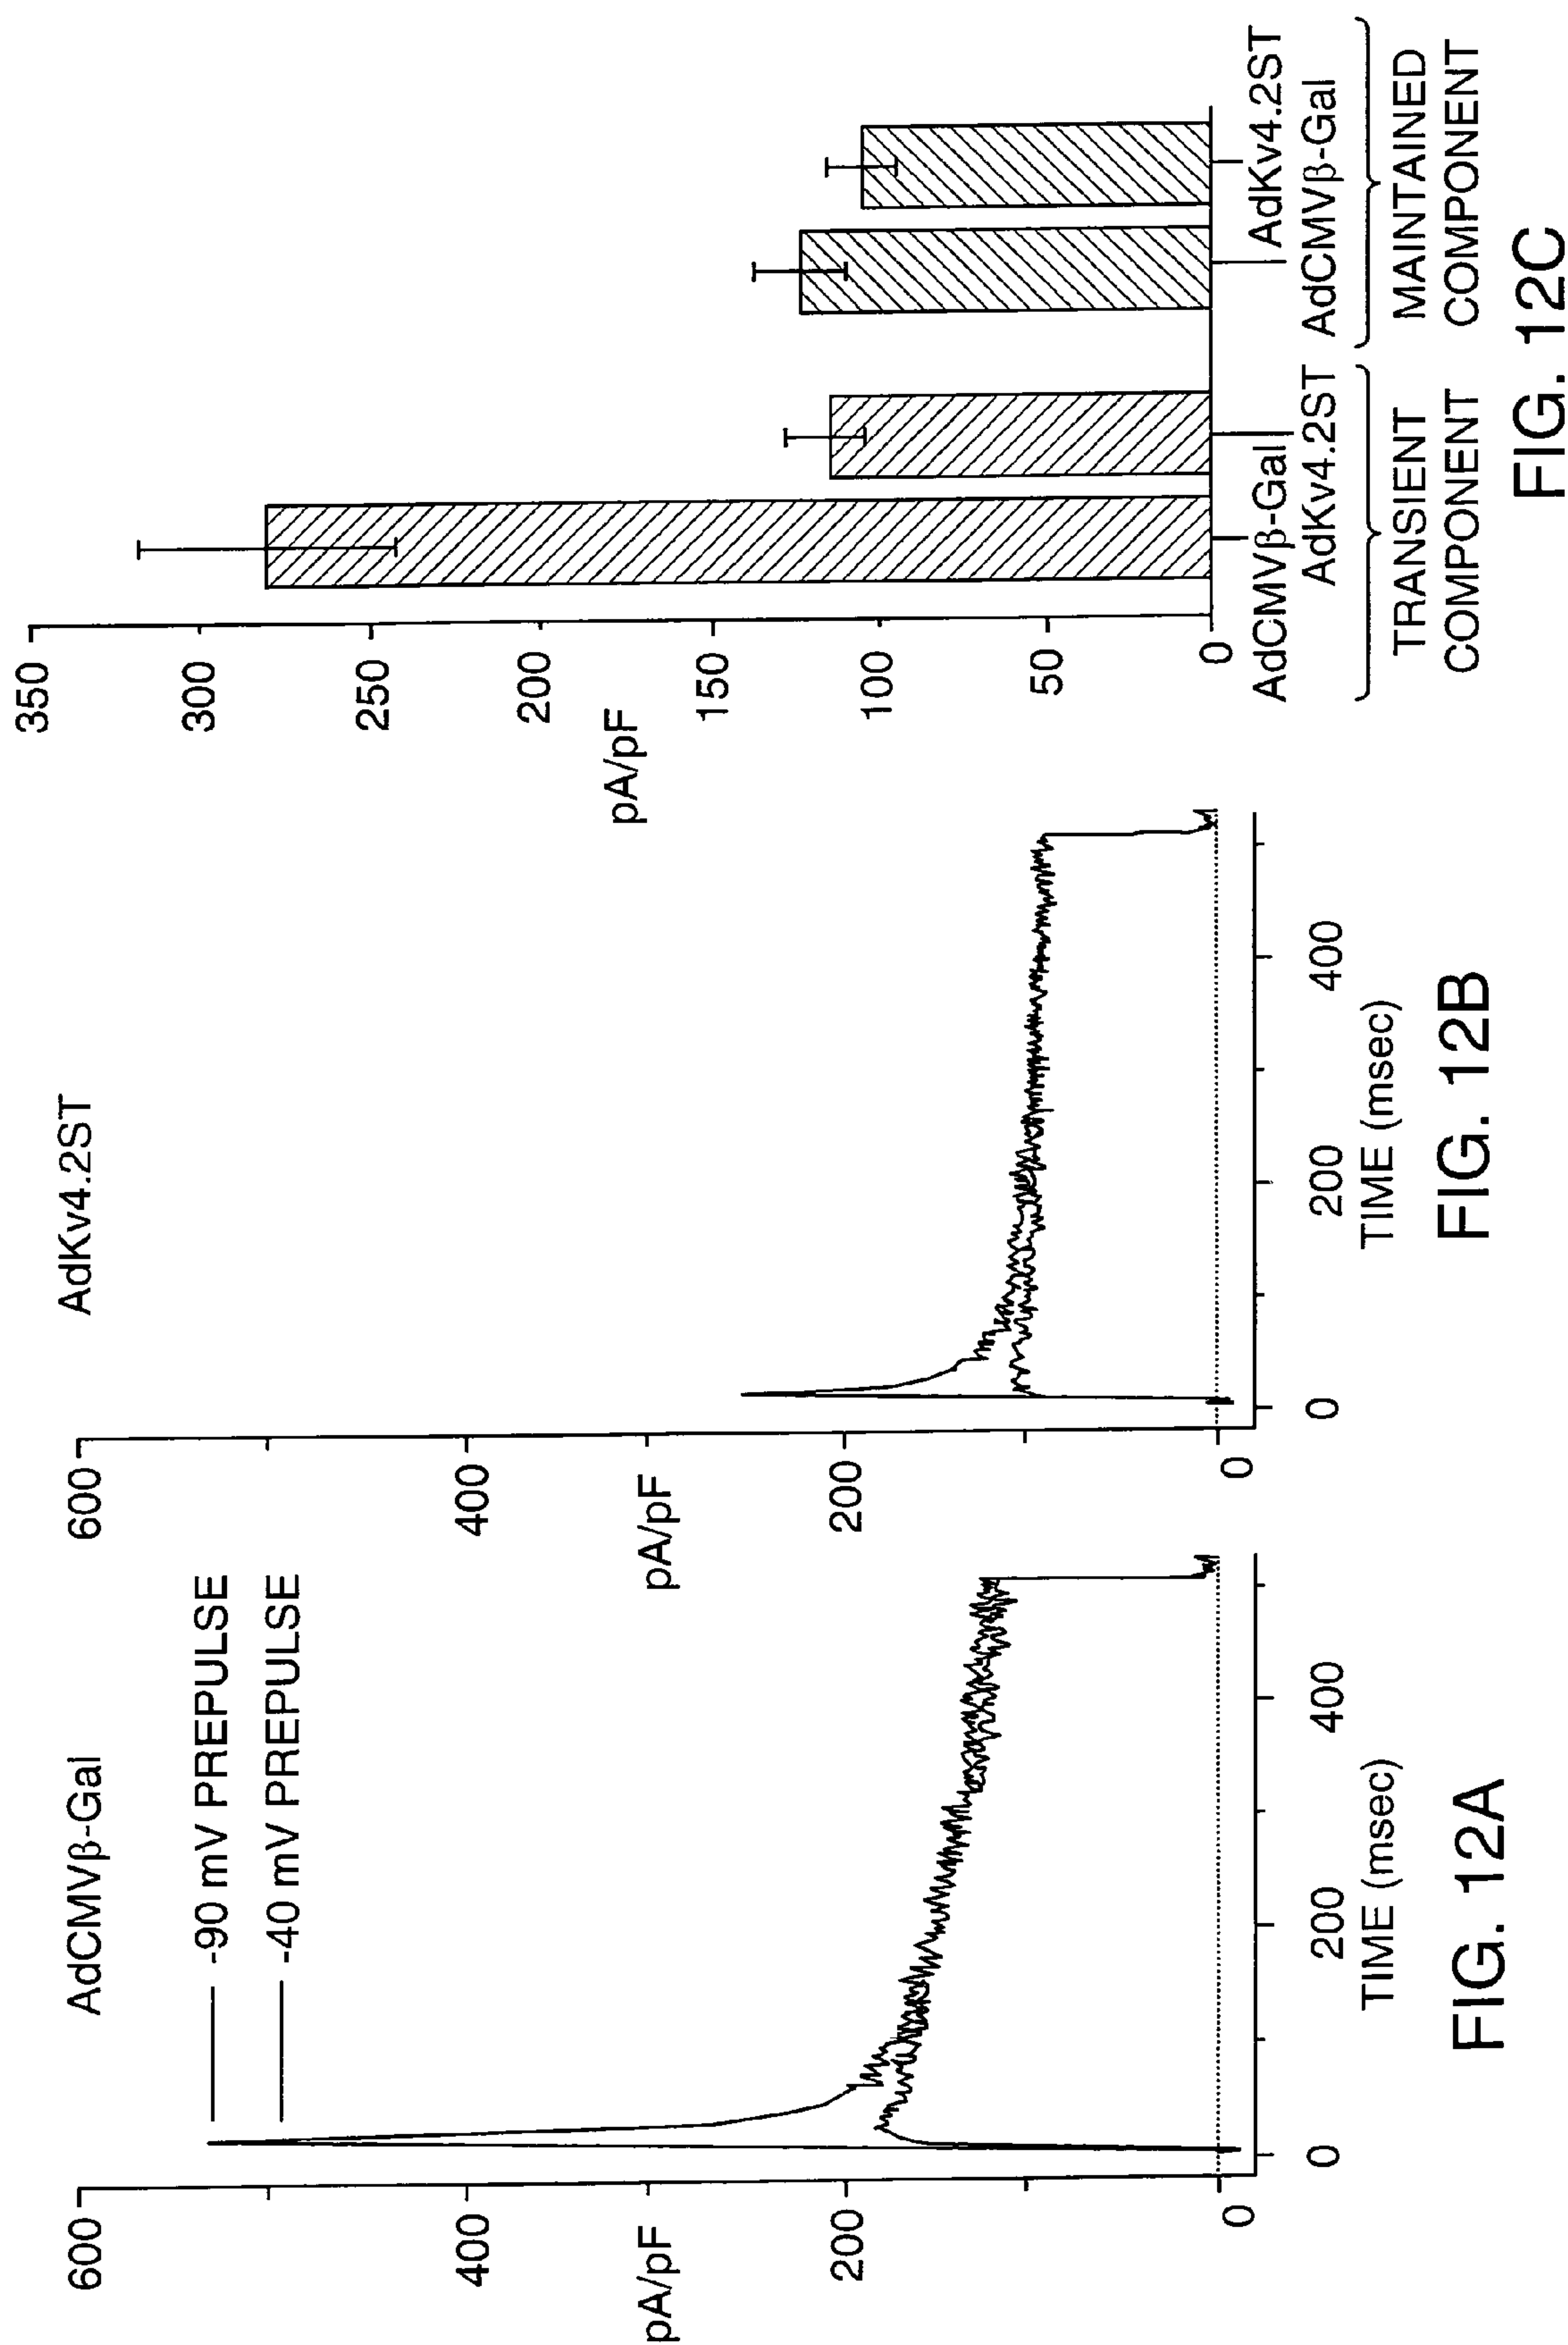 AdCMVβ-Gal
-90 mV PREPULSE
-40 mV PREPULSE
600
400
pA/pF
200
0
0
200
400
TIME (msec)
FIG. 12A
AdKv4.2ST
600
400
pA/pF
200
0
0
200
400
TIME (msec)
FIG. 12B
350
300
250
200
pA/pF
150
100
50
0
AdCMVβ-Gal
AdKv4.2ST
TRANSIENT
COMPONENT
AdKv4.2ST
AdCMVβ-Gal
MAINTAINED
COMPONENT
FIG. 12C